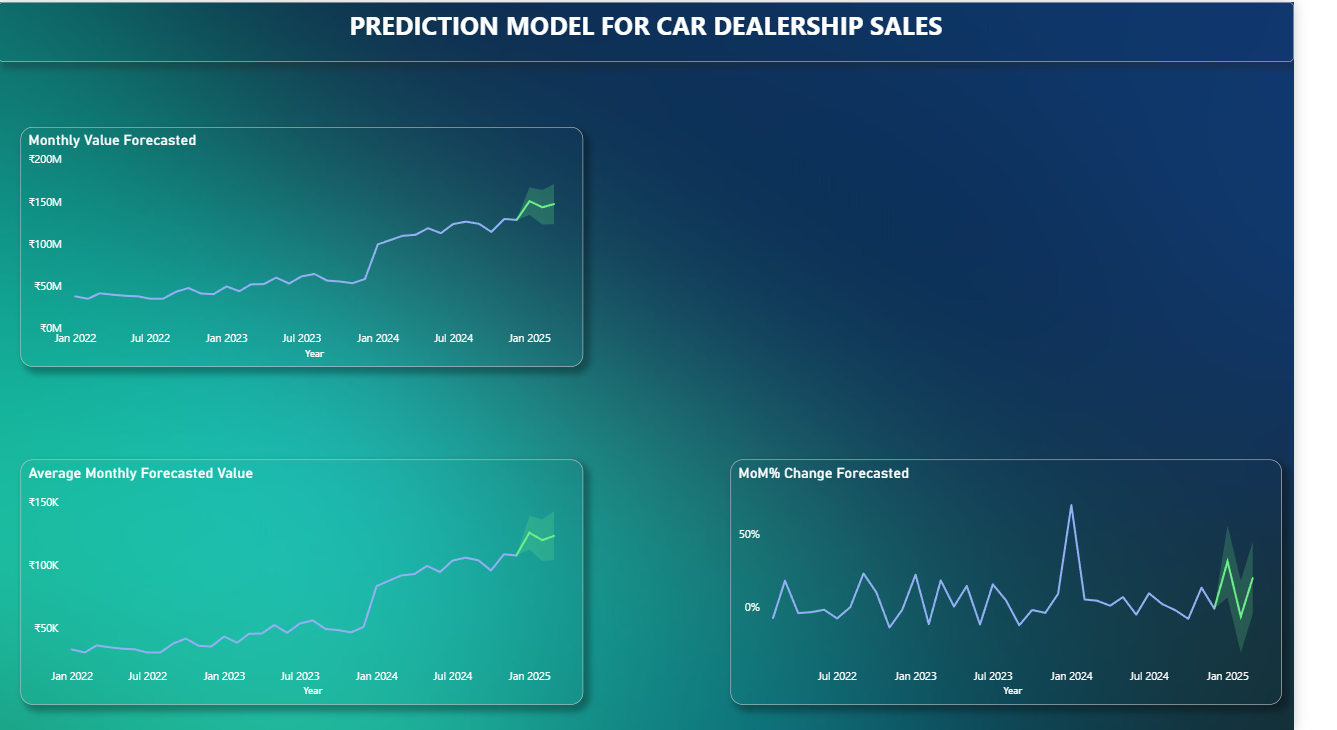 PREDICTION MODEL FOR CAR DEALERSHIP SALES
Monthly Value Forecasted
₹200M
₹150M
₹100M
₹50M
₹0M
Jan 2022 Jul 2022 Jan 2023 Jul 2023 Jan 2024 Jul 2024 Jan 2025
Year
Average Monthly Forecasted Value
₹150K
₹100K
₹50K
Jan 2022 Jul 2022 Jan 2023 Jul 2023 Jan 2024 Jul 2024 Jan 2025
Year
MoM% Change Forecasted
50%
0%
Jul 2022 Jan 2023 Jul 2023 Jan 2024 Jul 2024 Jan 2025
Year